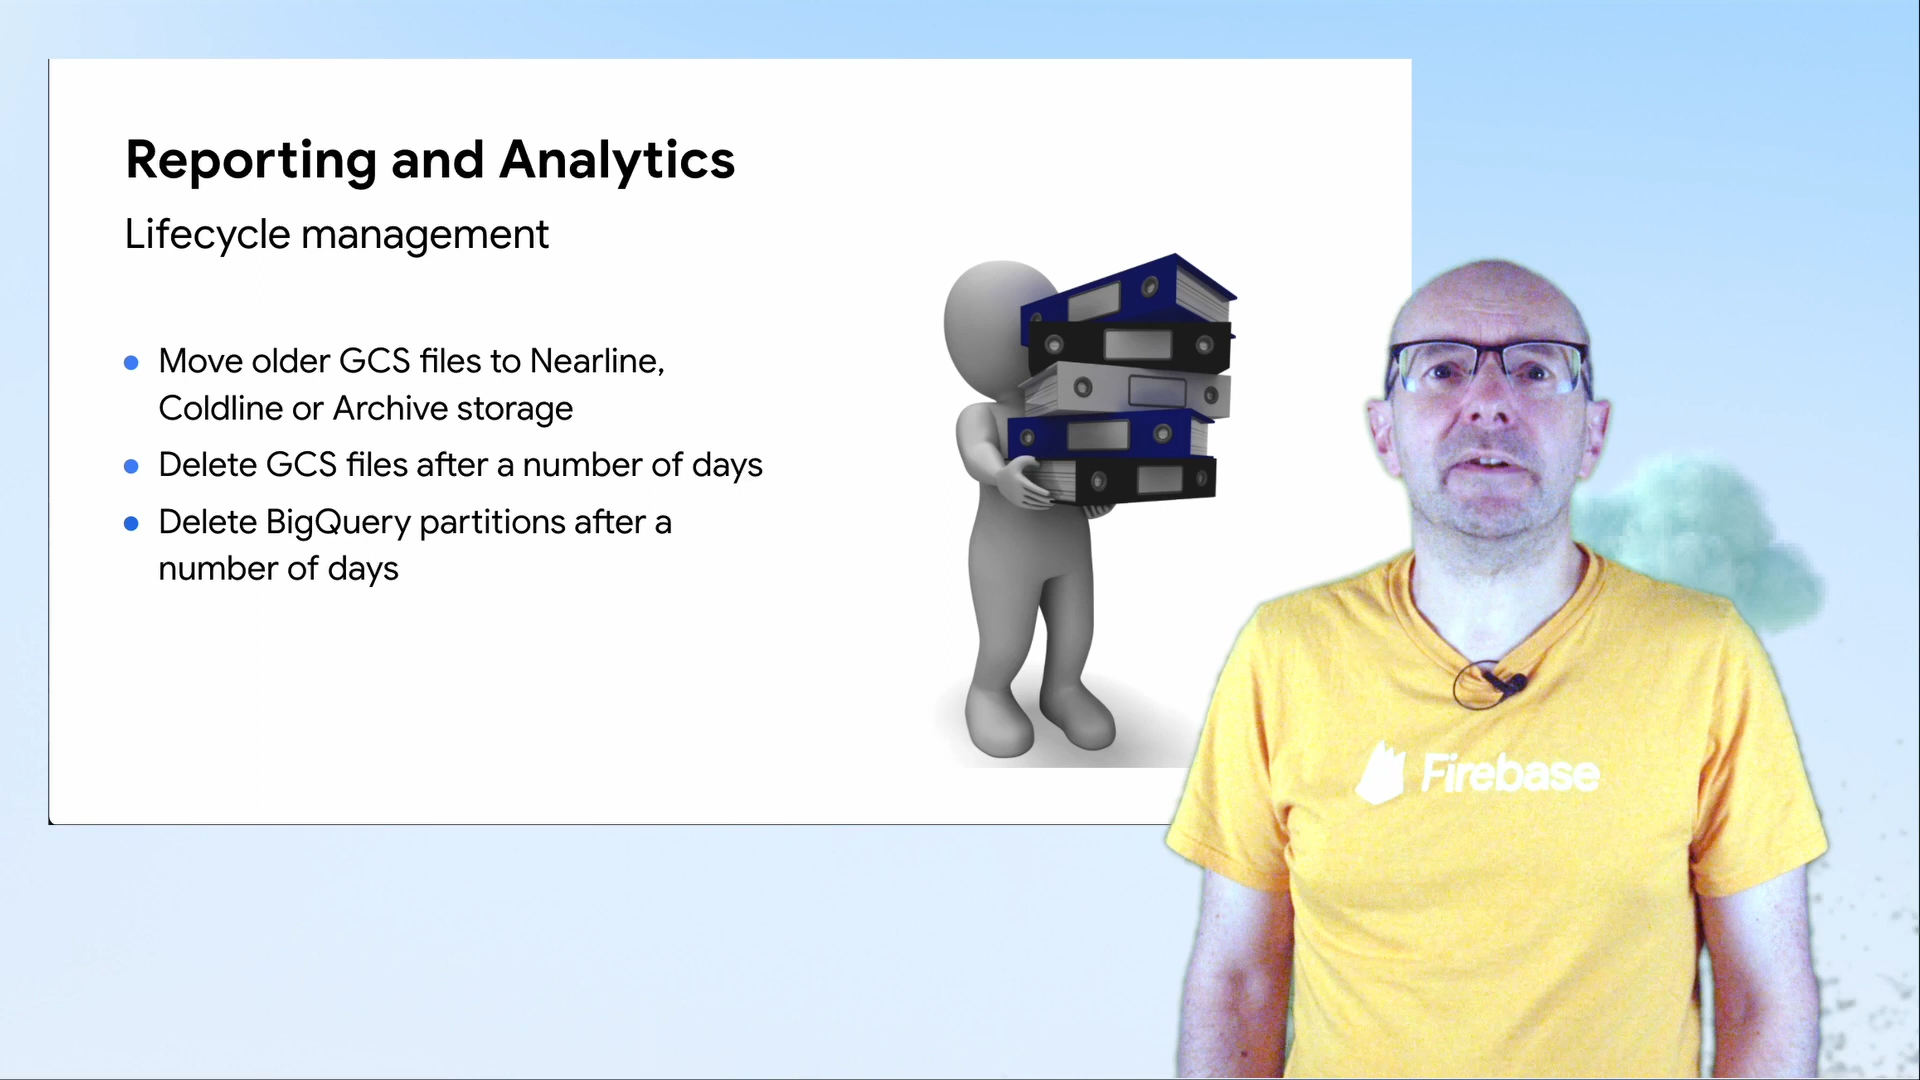 Reporting and Analytics
Lifecycle management
Move older GCS files to Nearline,
Coldline or Archive storage
Delete GCS files after a number of days
Delete BigQuery partitions after a
number of days
Firebase